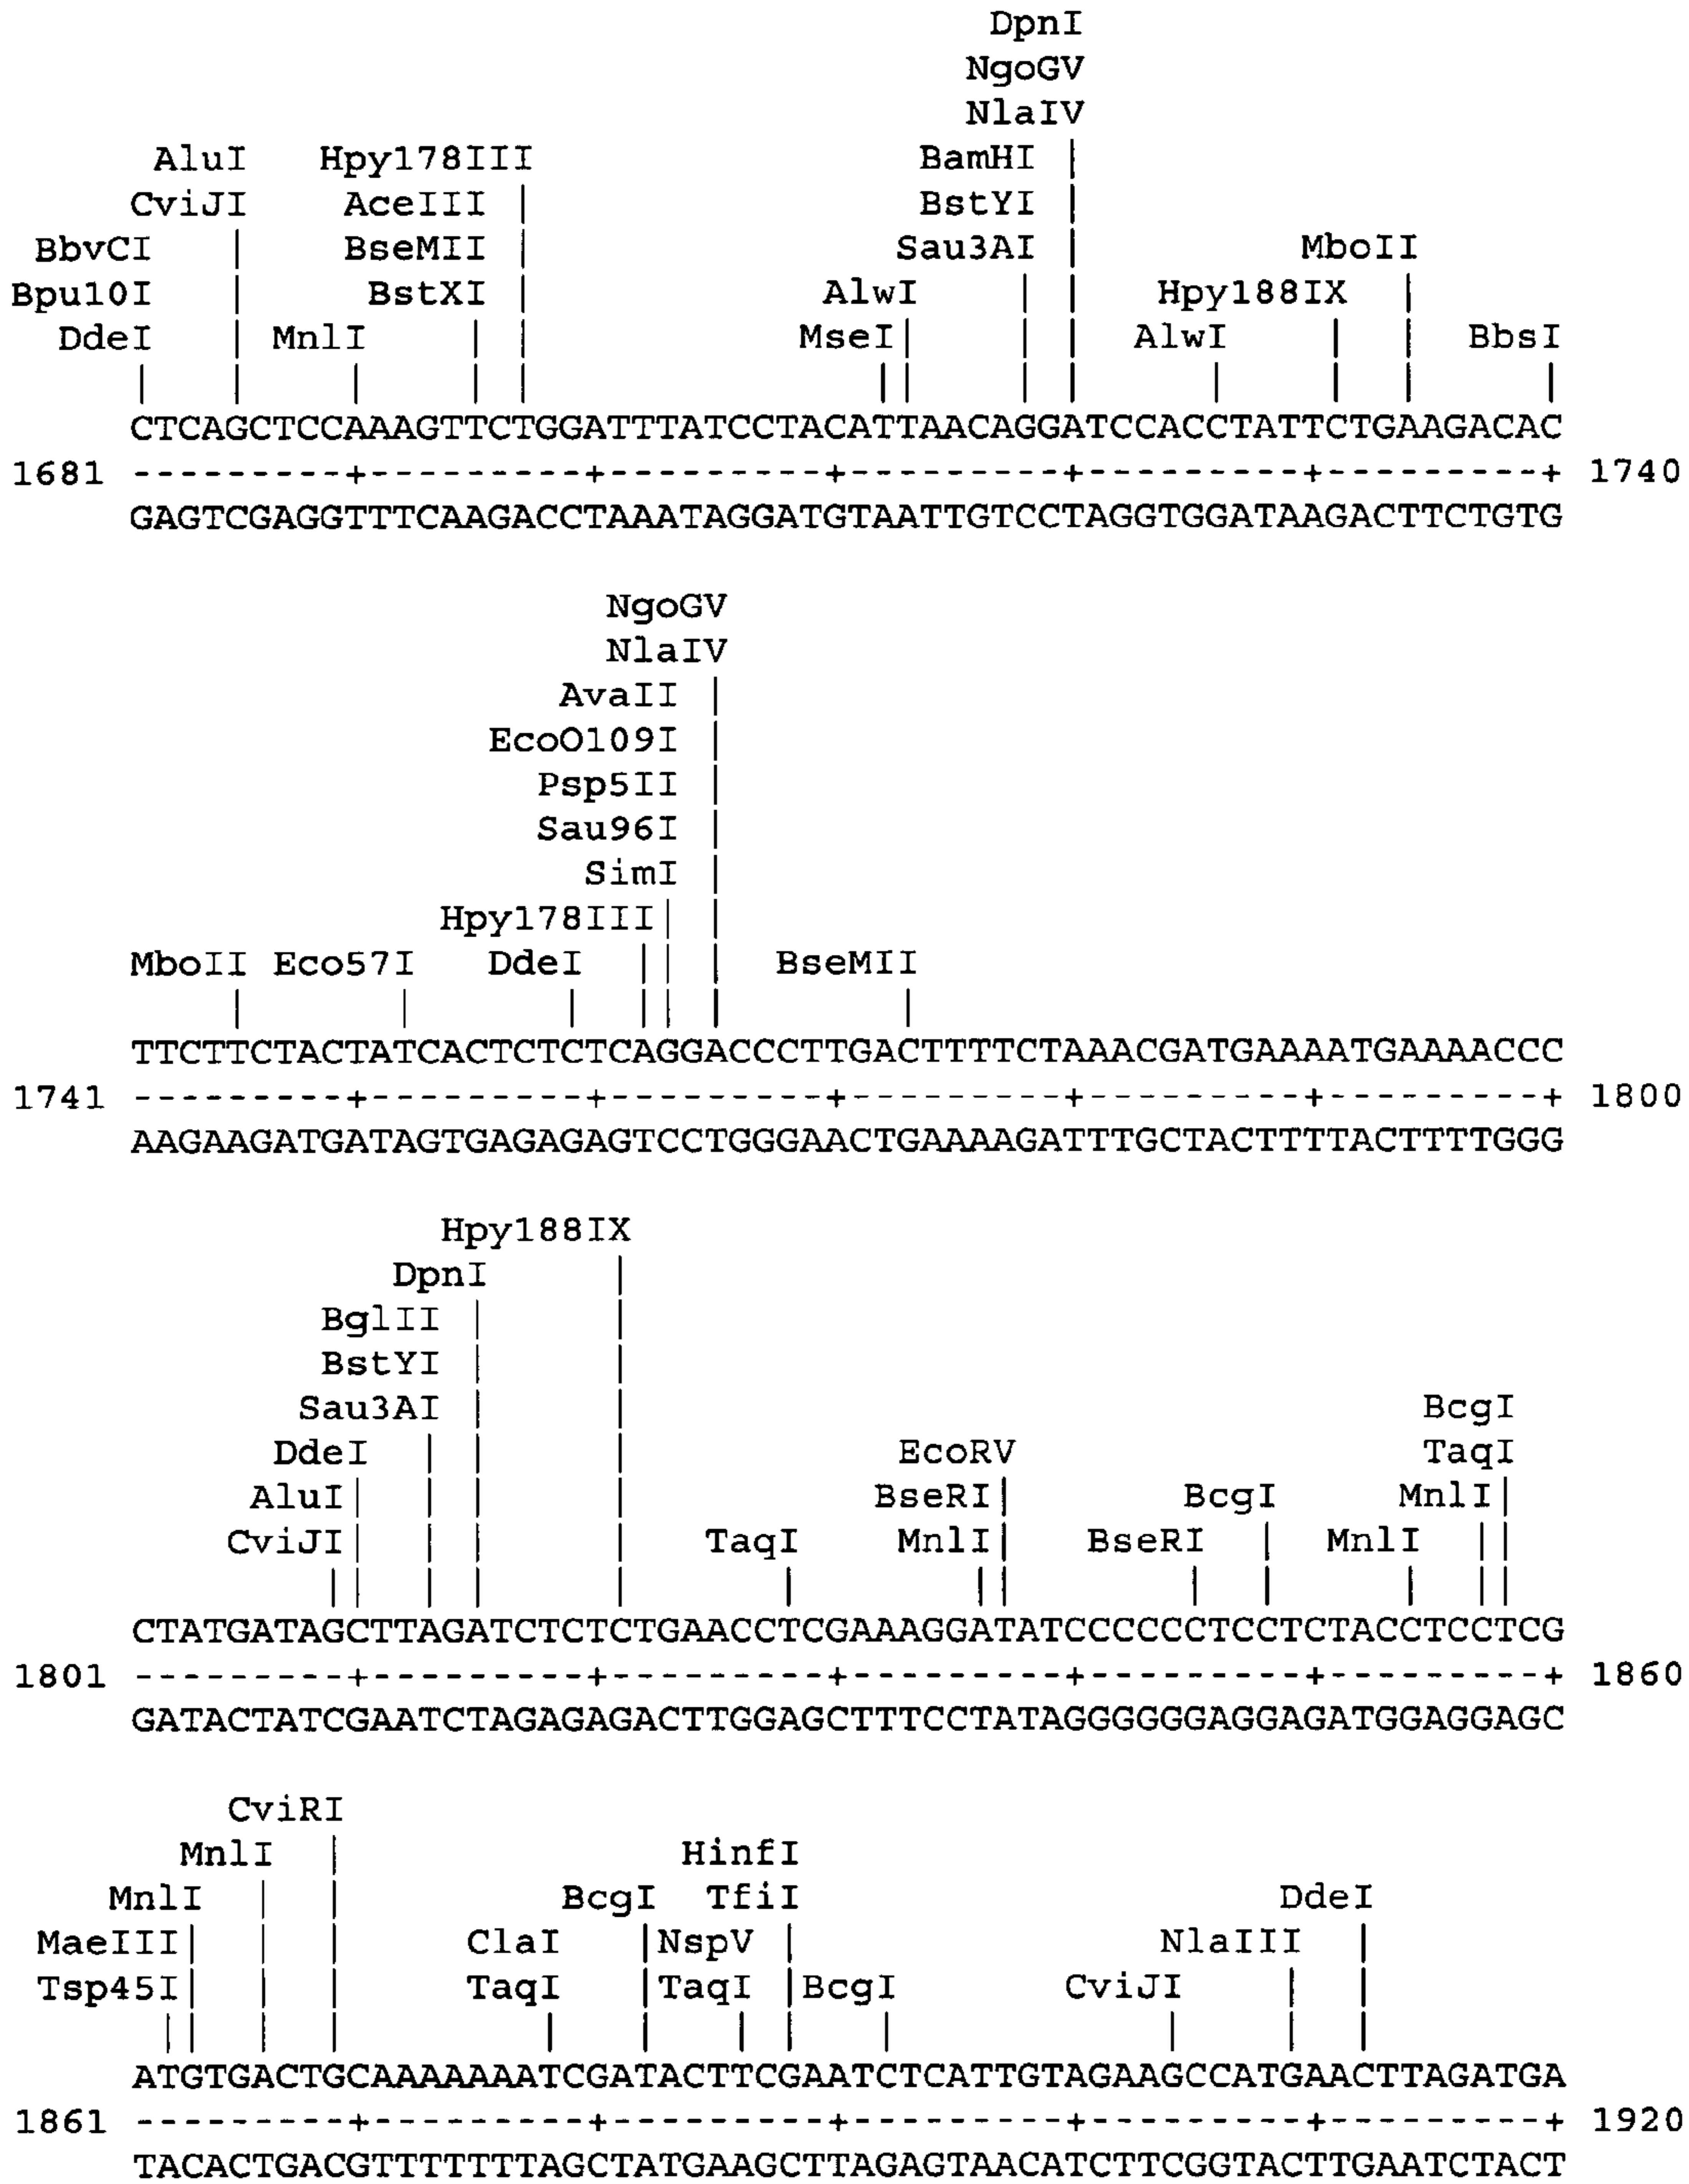 DpnI
NgoGV
NlaIV
AluI Hpy178III BamHI
CviJI AceIII BstYI
BbvCI BseMII Sau3AI MboII
Bpu10I BstXI AlwI Hpy188IX
DdeI MnlI MseI AlwI BbsI
CTCAGCTCCAAAGTTCTGGATTTATCCTACATTAACAGGATCCACCTATTCTGAAGACAC
1681 ---------+---------+---------+---------+---------+---------+ 1740
GAGTCGAGGTTTCAAGACCTAAATAGGATGTAATTGTCCTAGGTGGATAAGACTTCTGTG
NgoGV
NlaIV
AvaII
EcoO109I
Psp5II
Sau96I
SimI
Hpy178III
MboII Eco57I DdeI BseMII
TTCTTCTACTATCACTCTCTCAGGACCCTTGACTTTTCTAAACGATGAAAATGAAAACCC
1741 ---------+---------+---------+---------+---------+---------+ 1800
AAGAAGATGATAGTGAGAGAGTCCTGGGAACTGAAAAGATTTGCTACTTTTACTTTTGGG
Hpy188IX
DpnI
BglII
BstYI
Sau3AI BcgI
DdeI EcoRV TaqI
AluI BseRI BcgI MnlI
CviJI TaqI MnlI BseRI MnlI
CTATGATAGCTTAGATCTCTCTGAACCTCGAAAGGATATCCCCCCTCCTCTACCTCCTCG
1801 ---------+---------+---------+---------+---------+---------+ 1860
GATACTATCGAATCTAGAGAGACTTGGAGCTTTCCTATAGGGGGGAGGAGATGGAGGAGC
CviRI
MnlI HinfI
MnlI BcgI TfiI DdeI
MaeIII ClaI NspV NlaIII
Tsp45I TaqI TaqI BcgI CviJI
ATGTGACTGCAAAAAAATCGATACTTCGAATCTCATTGTAGAAGCCATGAACTTAGATGA
1861 ---------+---------+---------+---------+---------+---------+ 1920
TACACTGACGTTTTTTTAGCTATGAAGCTTAGAGTAACATCTTCGGTACTTGAATCTACT